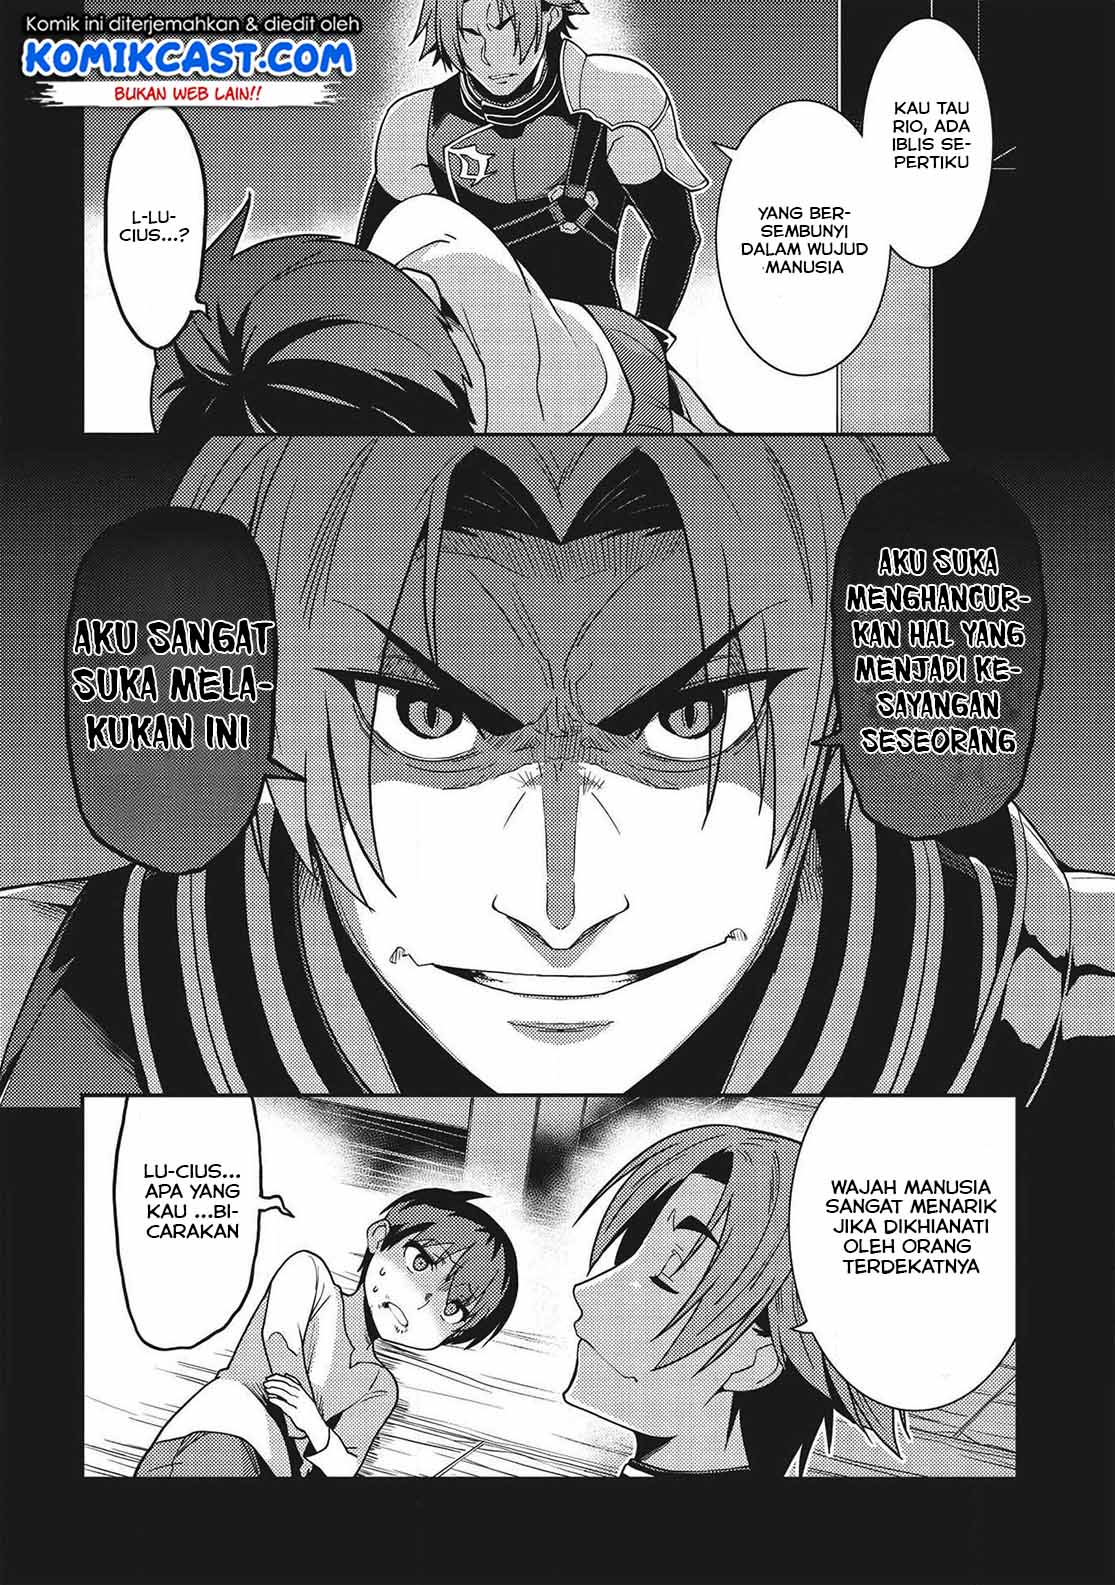 Komik ini diterjemahkan & diedit oleh
KOMIKCAST.COM
BUKAN WEB LAIN!!
KAU TAU
RIO, ADA
IBLIS SE-
PERTIKU
YANG BER-
SEMBUNYI
DALAM WUJUD
MANUSIA
L-LU-
CIUS...?
AKU SUKA
MENGHANCUR-
KAN HAL YANG
MENJADI KE-
SAYANGAN
SESEORANG
AKU SANGAT
SUKA MELA-
KUKAN INI
WAJAH MANUSIA
SANGAT MENARIK
JIKA DIKHIANATI
OLEH ORANG
TERDEKATNYA
LU-CIUS...
APA YANG
KAU ...BI-
CARAKAN